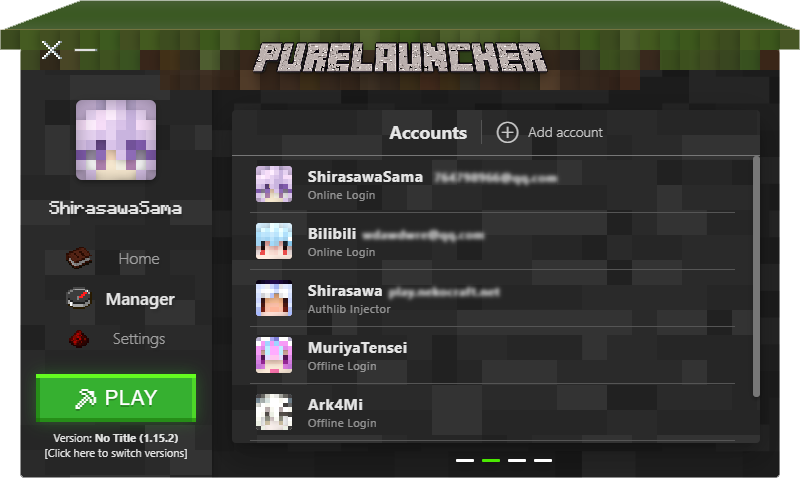 PURELAUNCHER
ShirasawaSama
Home
Manager
Settings
PLAY
Version: No Title (1.15.2)
[Click here to switch versions]
Accounts
Add account
ShirasawaSama
Online Login
Bilibili
Online Login
Shirasawa
Authlib Injector
MuriyaTensei
Offline Login
Ark4Mi
Offline Login